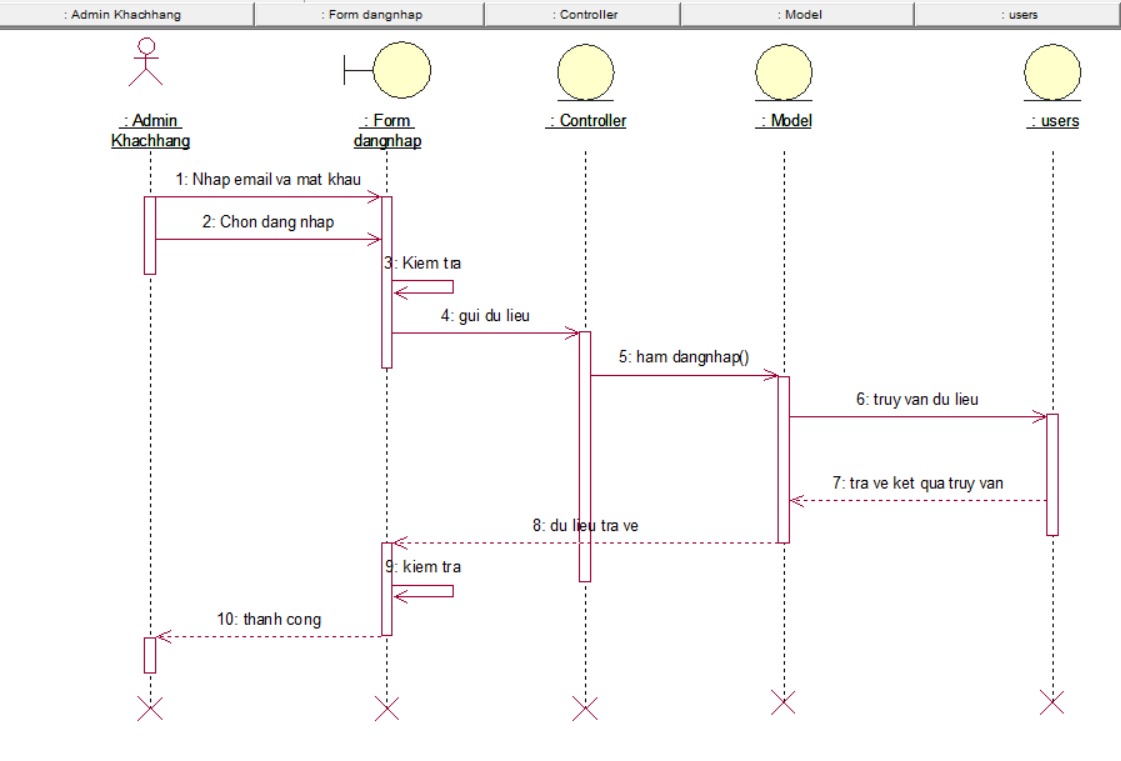 : Admin Khachhang
: Form dangnhap
: Controller
: Model
: users
: Admin
Khachhang
: Form
dangnhap
: Controller
: Model
: users
1: Nhap email va mat khau
2: Chon dang nhap
3: Kiem tra
4: gui du lieu
5: ham dangnhap()
6: truy van du lieu
7: tra ve ket qua truy van
8: du lieu tra ve
9: kiem tra
10: thanh cong